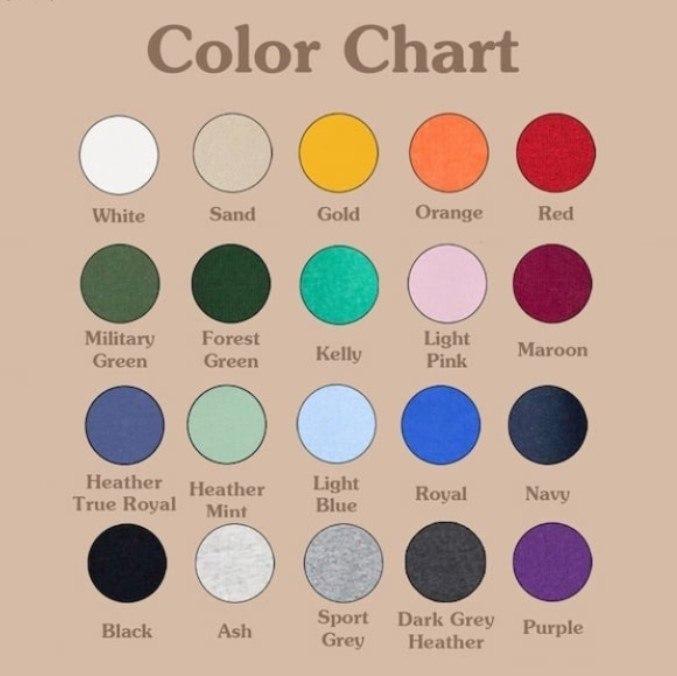 Color Chart
White
Sand
Gold
Orange
Red
Military
Green
Forest
Green
Kelly
Light
Pink
Maroon
Heather
True Royal
Heather
Mint
Light
Blue
Royal
Navy
Black
Ash
Sport
Grey
Dark Grey
Heather
Purple